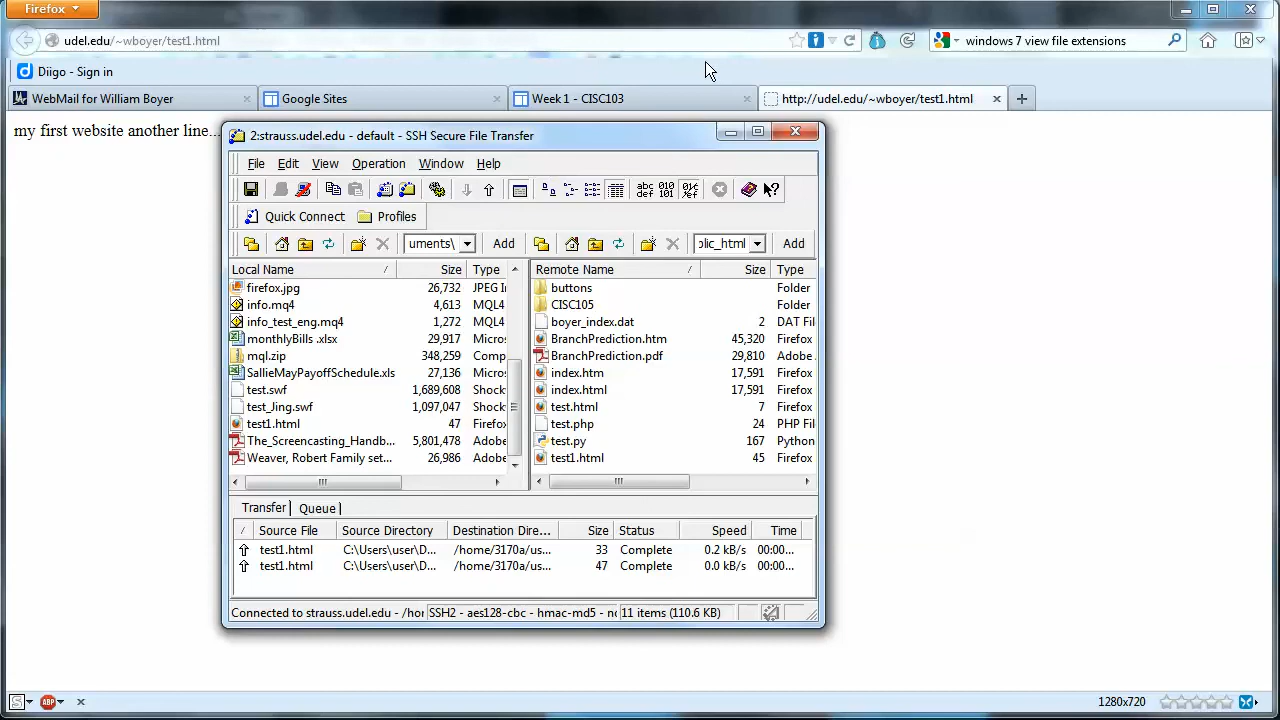 Firefox
udel.edu/~wboyer/test1.html
windows 7 view file extensions
Diigo - Sign in
WebMail for William Boyer
Google Sites
Week 1 - CISC103
http://udel.edu/~wboyer/test1.html
my first website another line...
2:strauss.udel.edu - default - SSH Secure File Transfer
File Edit View Operation Window Help
Quick Connect Profiles
uments\ Add
plic_html Add
Local Name Size Type
firefox.jpg 26,732 JPEG I
info.mq4 4,613 MQL4
info_test_eng.mq4 1,272 MQL4
monthlyBills .xlsx 29,917 Micros
mql.zip 348,259 Comp
SallieMayPayoffSchedule.xls 27,136 Micros
test.swf 1,689,608 Shock
test_Jing.swf 1,097,047 Shock
test1.html 47 Firefo
The_Screencasting_Handb... 5,801,478 Adobe
Weaver, Robert Family set... 26,986 Adobe
Remote Name Size Type
buttons Folder
CISC105 Folder
boyer_index.dat 2 DAT Fi
BranchPrediction.htm 45,320 Firefox
BranchPrediction.pdf 29,810 Adobe
index.htm 17,591 Firefox
index.html 17,591 Firefox
test.html 7 Firefox
test.php 24 PHP Fi
test.py 167 Python
test1.html 45 Firefox
Transfer Queue
/ Source File Source Directory Destination Dire... Size Status Speed Time
test1.html C:\Users\user\D... /home/3170a/us... 33 Complete 0.2 kB/s 00:00...
test1.html C:\Users\user\D... /home/3170a/us... 47 Complete 0.0 kB/s 00:00...
Connected to strauss.udel.edu - /hor SSH2 - aes128-cbc - hmac-md5 - no 11 items (110.6 KB)
S ABP 1280x720